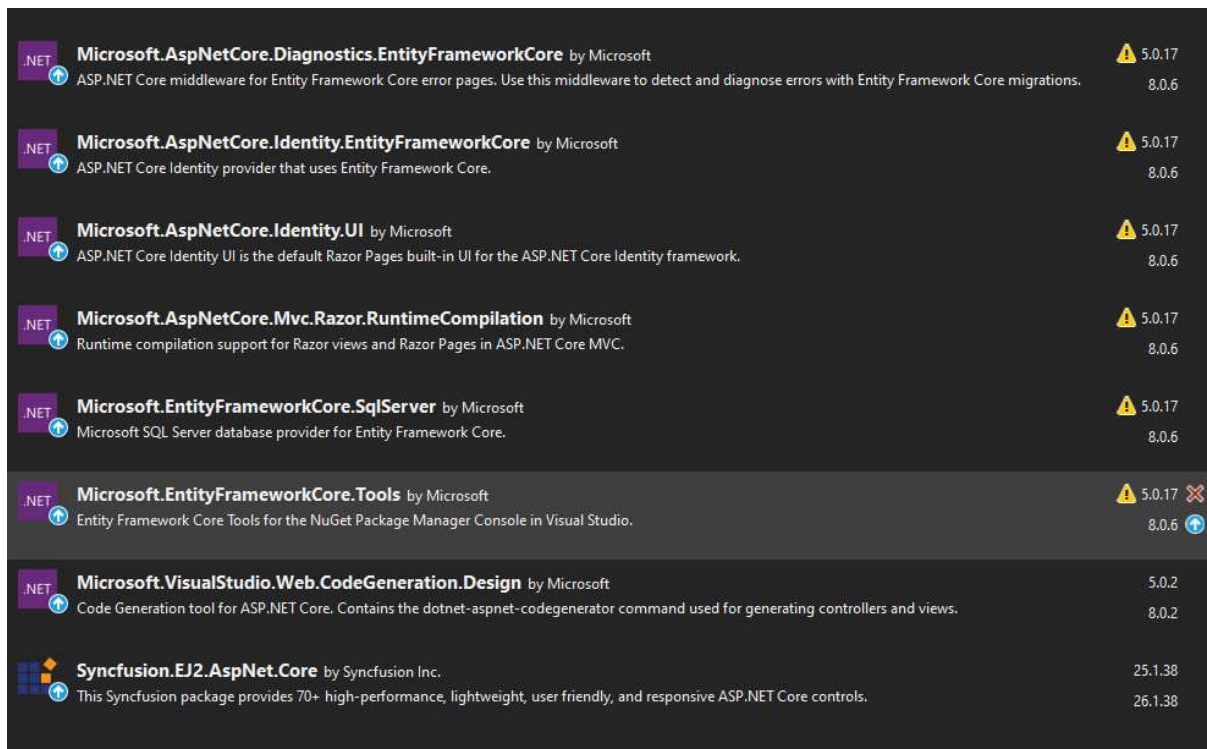 .NET Microsoft.AspNetCore.Diagnostics.EntityFrameworkCore by Microsoft 5.0.17
ASP.NET Core middleware for Entity Framework Core error pages. Use this middleware to detect and diagnose errors with Entity Framework Core migrations. 8.0.6
.NET Microsoft.AspNetCore.Identity.EntityFrameworkCore by Microsoft 5.0.17
ASP.NET Core Identity provider that uses Entity Framework Core. 8.0.6
.NET Microsoft.AspNetCore.Identity.UI by Microsoft 5.0.17
ASP.NET Core Identity UI is the default Razor Pages built-in UI for the ASP.NET Core Identity framework. 8.0.6
.NET Microsoft.AspNetCore.Mvc.Razor.RuntimeCompilation by Microsoft 5.0.17
Runtime compilation support for Razor views and Razor Pages in ASP.NET Core MVC. 8.0.6
.NET Microsoft.EntityFrameworkCore.SqlServer by Microsoft 5.0.17
Microsoft SQL Server database provider for Entity Framework Core. 8.0.6
.NET Microsoft.EntityFrameworkCore.Tools by Microsoft 5.0.17
Entity Framework Core Tools for the NuGet Package Manager Console in Visual Studio. 8.0.6
.NET Microsoft.VisualStudio.Web.CodeGeneration.Design by Microsoft 5.0.2
Code Generation tool for ASP.NET Core. Contains the dotnet-aspnet-codegenerator command used for generating controllers and views. 8.0.2
Syncfusion.EJ2.AspNet.Core by Syncfusion Inc. 25.1.38
This Syncfusion package provides 70+ high-performance, lightweight, user friendly, and responsive ASP.NET Core controls. 26.1.38